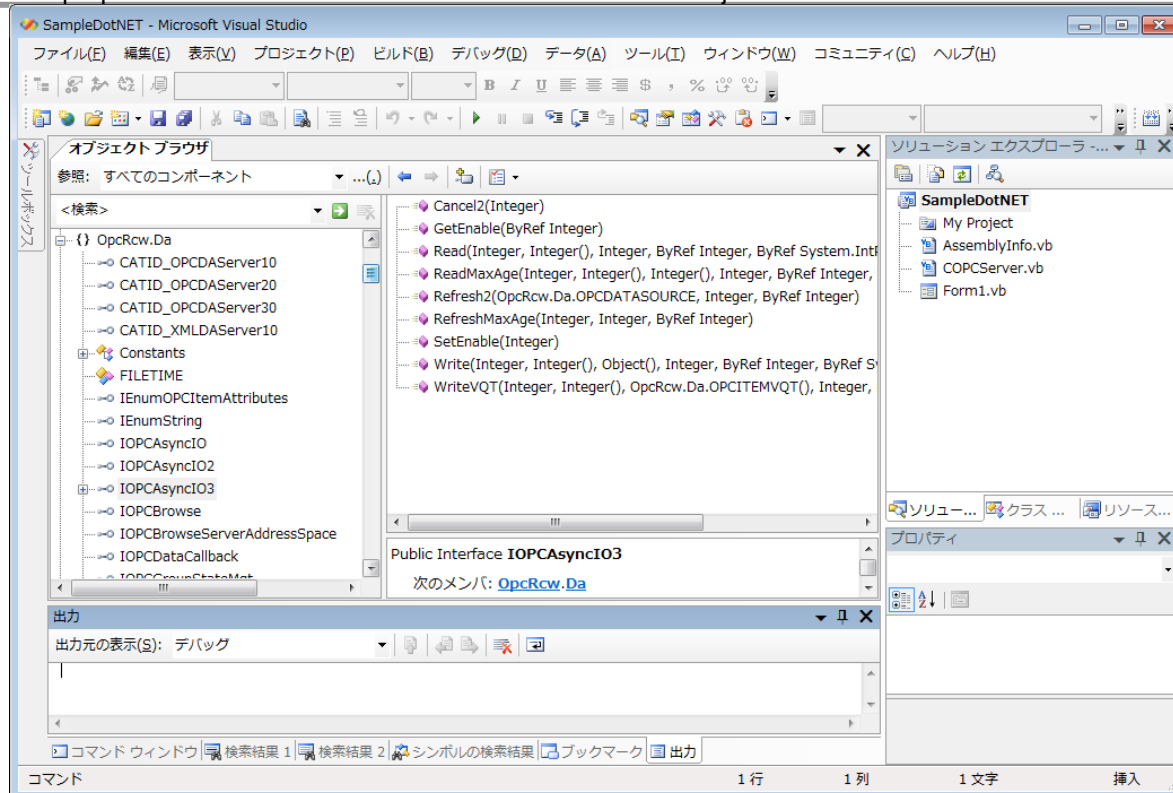 SampleDotNET - Microsoft Visual Studio
ファイル(F) 編集(E) 表示(V) プロジェクト(P) ビルド(B) デバッグ(D) データ(A) ツール(T) ウィンドウ(W) コミュニティ(C) ヘルプ(H)
B I U $ , %
ツールボックス
オブジェクト ブラウザ
参照: すべてのコンポーネント ...(.)
<検索>
{} OpcRcw.Da
CATID_OPCDAServer10
CATID_OPCDAServer20
CATID_OPCDAServer30
CATID_XMLDAServer10
Constants
FILETIME
IEnumOPCItemAttributes
IEnumString
IOPCAsyncIO
IOPCAsyncIO2
IOPCAsyncIO3
IOPCBrowse
IOPCBrowseServerAddressSpace
IOPCDataCallback
IOPCGroupStateMgt
Cancel2(Integer)
GetEnable(ByRef Integer)
Read(Integer, Integer(), Integer, ByRef Integer, ByRef System.IntP
ReadMaxAge(Integer, Integer(), Integer(), Integer, ByRef Integer,
Refresh2(OpcRcw.Da.OPCDATASOURCE, Integer, ByRef Integer)
RefreshMaxAge(Integer, Integer, ByRef Integer)
SetEnable(Integer)
Write(Integer, Integer(), Object(), Integer, ByRef Integer, ByRef Sy
WriteVQT(Integer, Integer(), OpcRcw.Da.OPCITEMVQT(), Integer,
Public Interface IOPCAsyncIO3
次のメンバ: OpcRcw.Da
ソリューション エクスプローラ -...
SampleDotNET
My Project
AssemblyInfo.vb
COPCServer.vb
Form1.vb
ソリュー... クラス ... リソース...
プロパティ
出力
出力元の表示(S): デバッグ
コマンド ウィンドウ 検索結果 1 検索結果 2 シンボルの検索結果 ブックマーク 出力
コマンド 1 行 1 列 1 文字 挿入